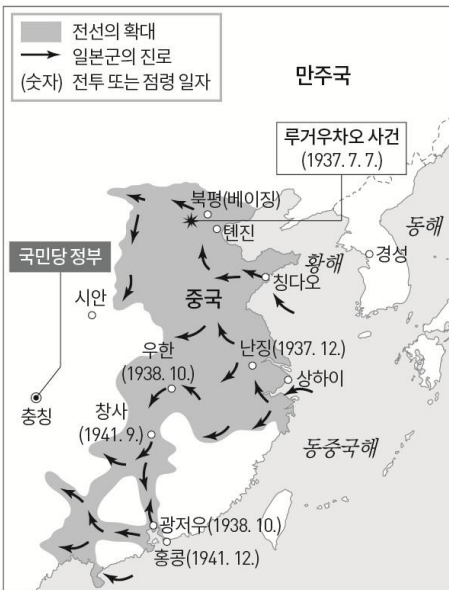 전선의 확대
일본군의 진로
(숫자) 전투 또는 점령 일자
만주국
루거우차오 사건
(1937. 7. 7.)
북평(베이징)
톈진
동해
국민당 정부
황해
경성
칭다오
시안
중국
우한
(1938. 10.)
난징(1937. 12.)
상하이
충칭
창사
(1941. 9.)
동중국해
광저우(1938. 10.)
홍콩(1941. 12.)